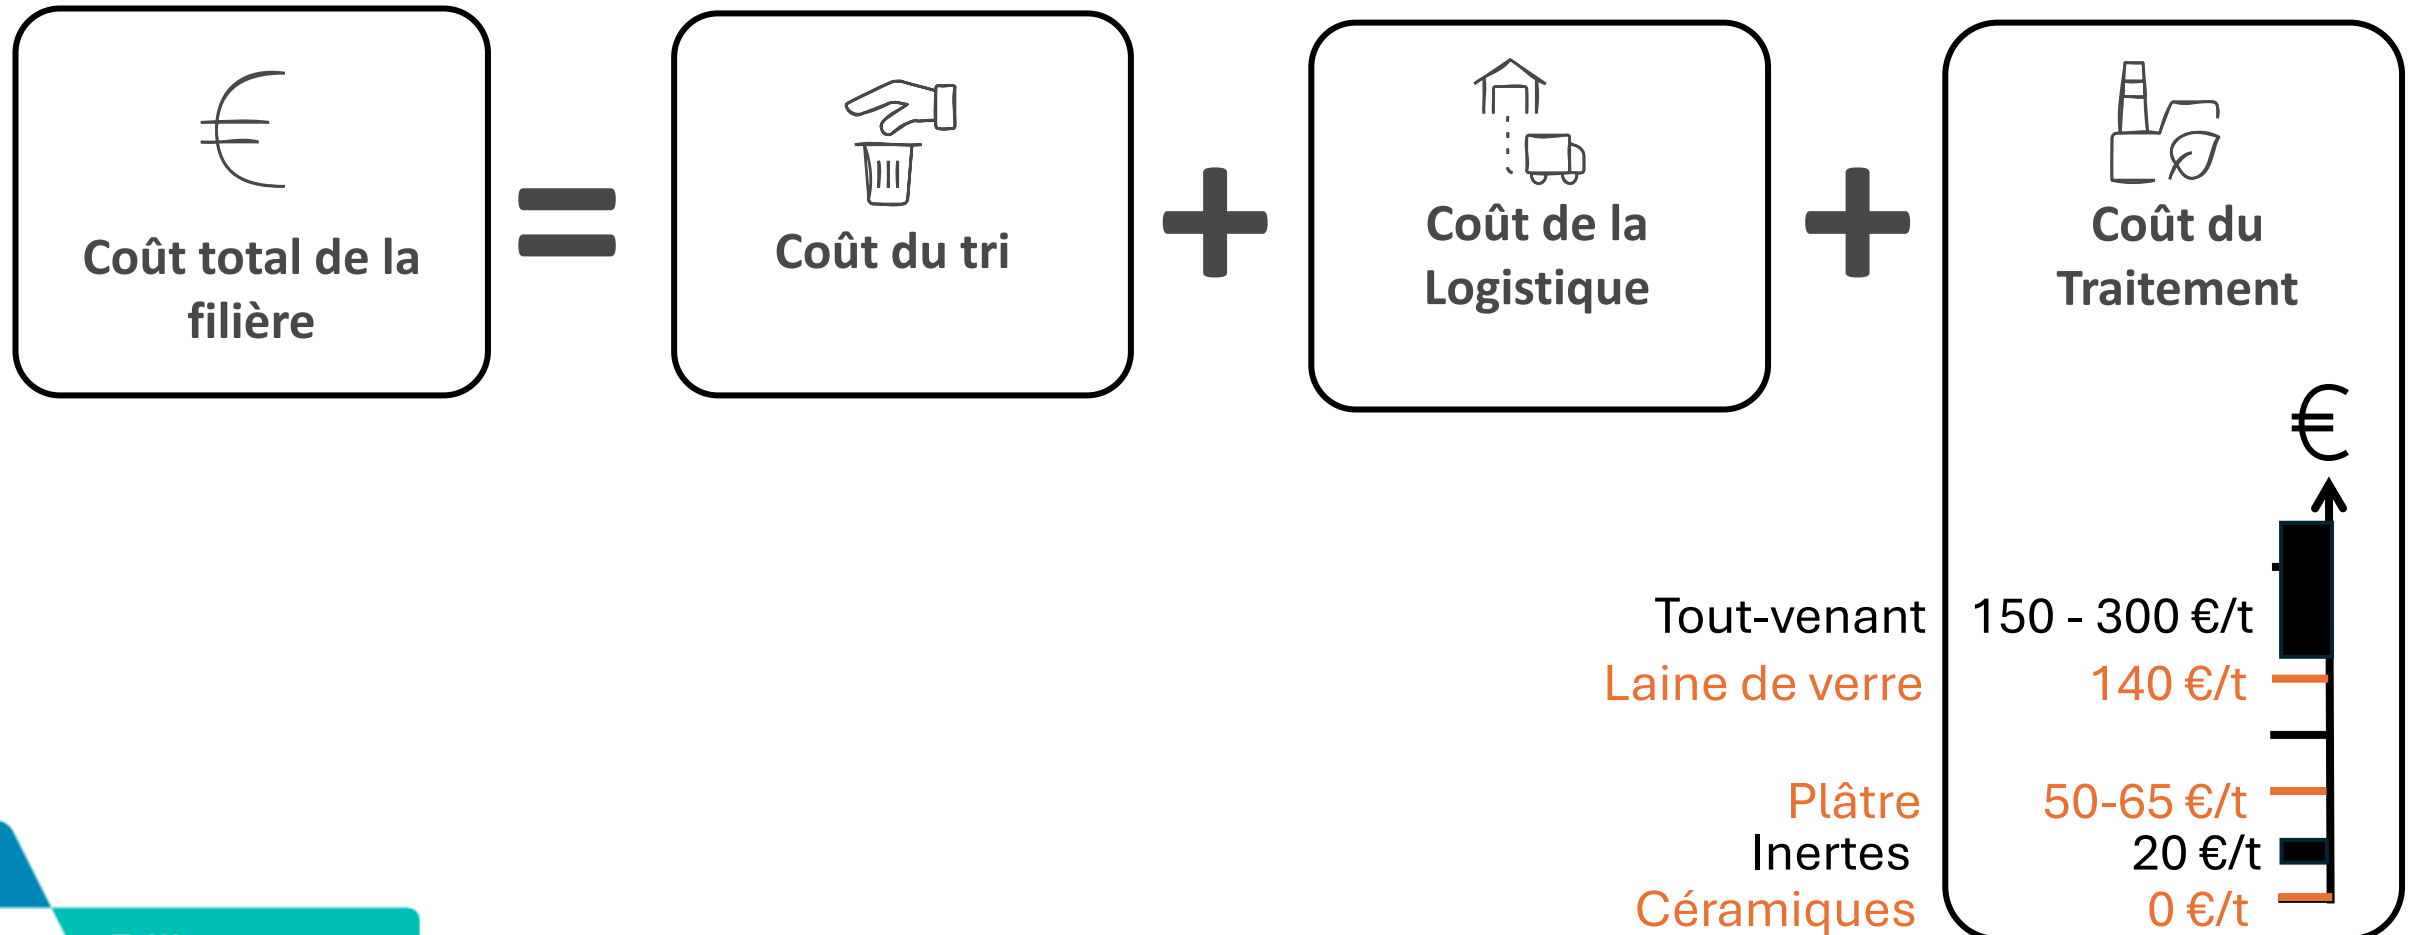 Coût total de la
filière
=
Coût du tri
+
Coût de la
Logistique
+
Coût du
Traitement
€
Tout-venant 150 - 300 €/t
Laine de verre 140 €/t
Plâtre 50-65 €/t
Inertes 20 €/t
Céramiques 0 €/t